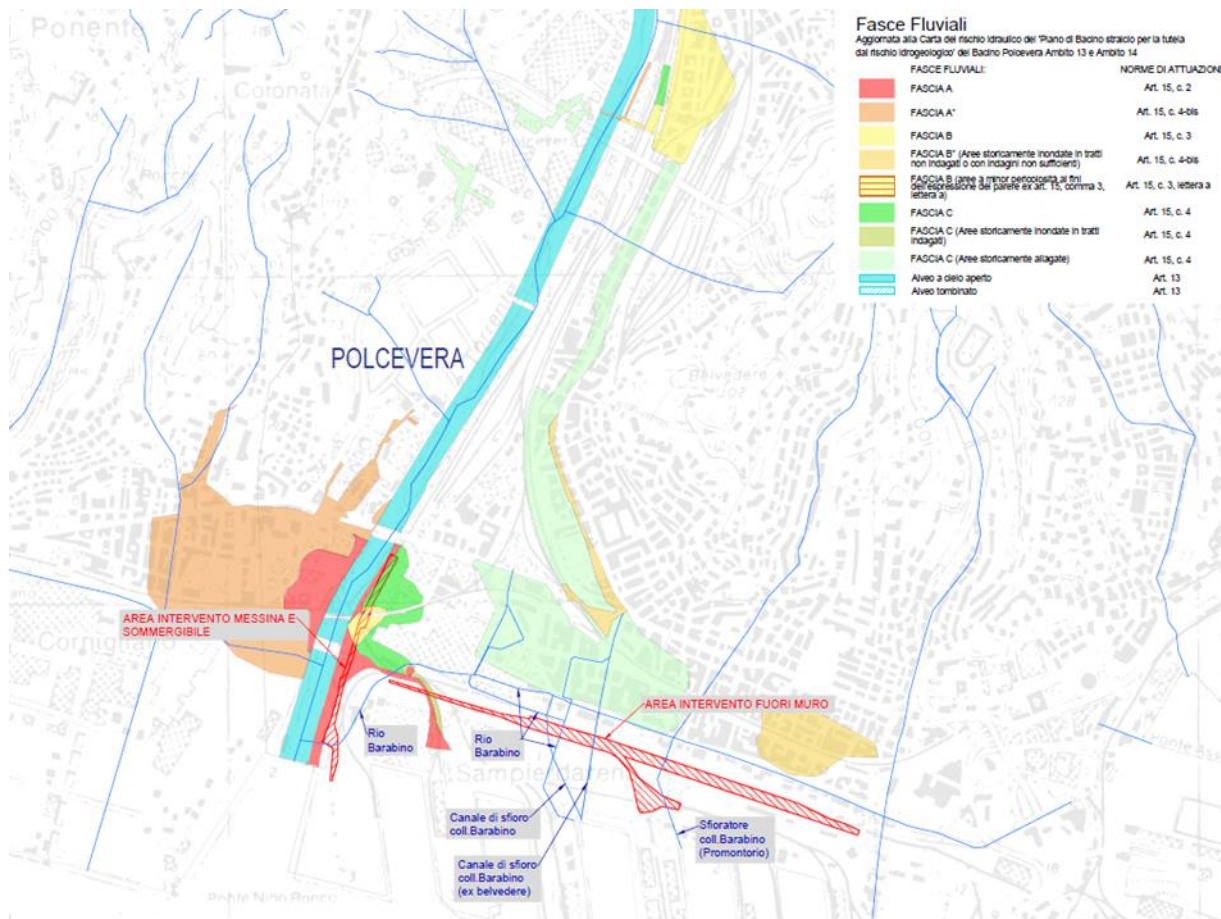 Fasce Fluviali
Aggiornata alla Carta del rischio idraulico del "Piano di Bacino stralcio per la tutela
dal rischio idrogeologico" del Bacino Polcevera Ambito 13 e Ambito 14
FASCE FLUVIALI: NORME DI ATTUAZIONE
FASCIA A Art. 15, c. 2
FASCIA A* Art. 15, c. 4-bis
FASCIA B Art. 15, c. 3
FASCIA B* (Aree storicamente inondate in tratti
non indagati o con indagini non sufficienti) Art. 15, c. 4-bis
FASCIA B (aree a minor pericolosità ai fini
dell'espressione del parere ex art. 15, comma 3,
lettera a) Art. 15, c. 3, lettera a
FASCIA C Art. 15, c. 4
FASCIA C (Aree storicamente inondate in tratti
indagati) Art. 15, c. 4
FASCIA C (Aree storicamente allagate) Art. 15, c. 4
Alveo a cielo aperto Art. 13
Alveo tombinato Art. 13
Ponente
Coronata
POLCEVERA
Belvedere
AREA INTERVENTO MESSINA E
SOMMERGIBILE
AREA INTERVENTO FUORI MURO
Rio
Barabino
Rio
Barabino
Canale di sfioro
coll.Barabino
Canale di sfioro
coll.Barabino
(ex belvedere)
Sfioratore
coll.Barabino
(Promontorio)